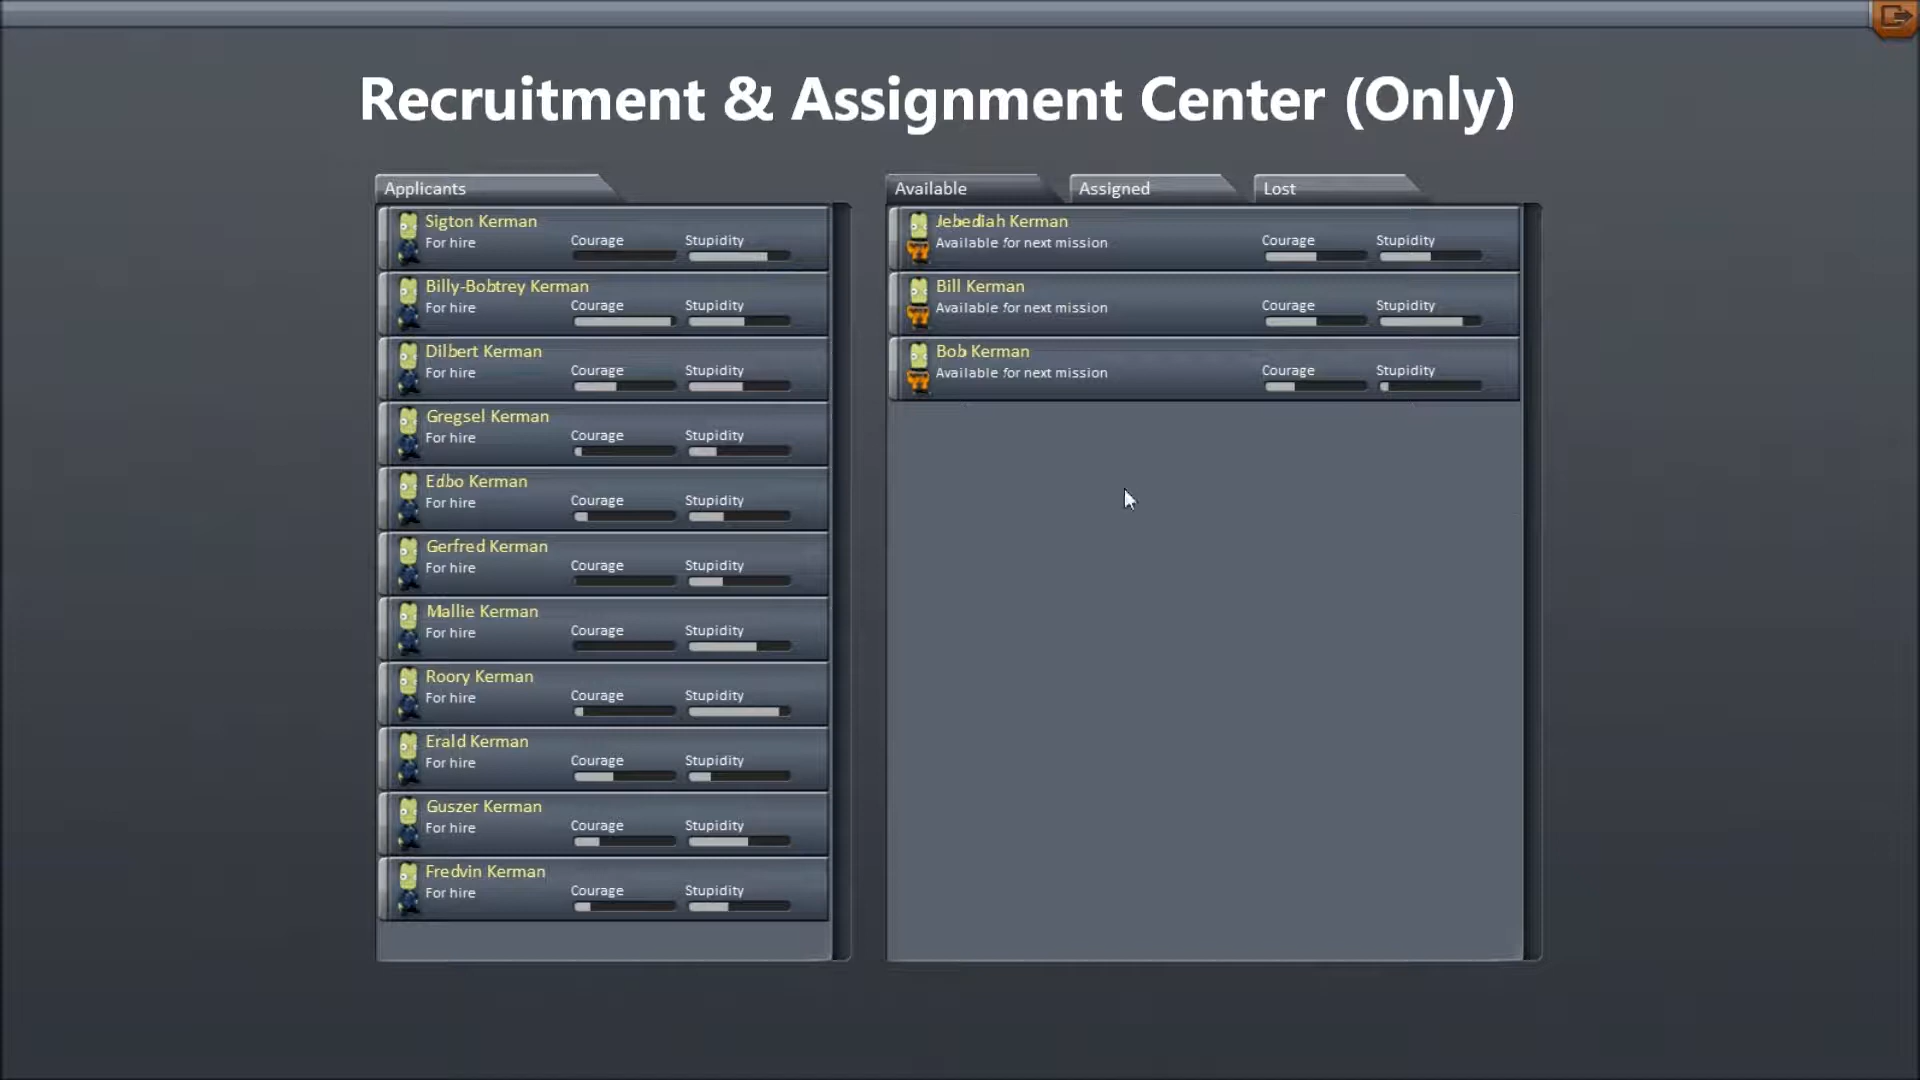 Recruitment & Assignment Center (Only)
Applicants
Sigton Kerman
For hire
Courage
Stupidity
Billy-Bobtrey Kerman
For hire
Courage
Stupidity
Dilbert Kerman
For hire
Courage
Stupidity
Gregsel Kerman
For hire
Courage
Stupidity
Edbo Kerman
For hire
Courage
Stupidity
Gerfred Kerman
For hire
Courage
Stupidity
Mallie Kerman
For hire
Courage
Stupidity
Roory Kerman
For hire
Courage
Stupidity
Erald Kerman
For hire
Courage
Stupidity
Guszer Kerman
For hire
Courage
Stupidity
Fredvin Kerman
For hire
Courage
Stupidity
Available
Assigned
Lost
Jebediah Kerman
Available for next mission
Courage
Stupidity
Bill Kerman
Available for next mission
Courage
Stupidity
Bob Kerman
Available for next mission
Courage
Stupidity